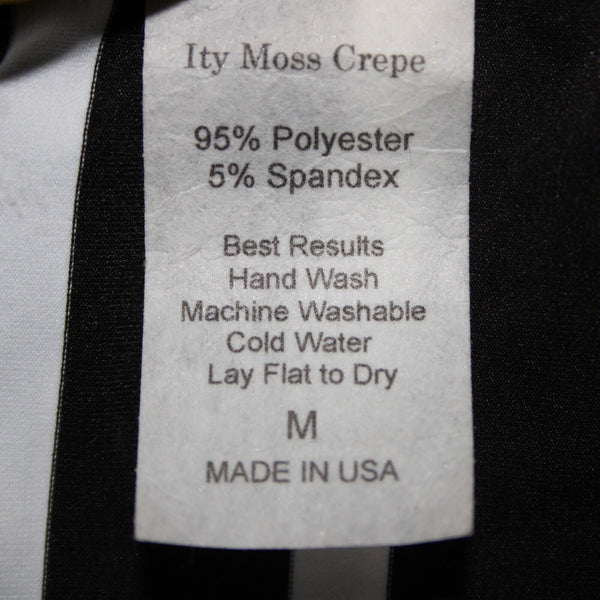 Ity Moss Crepe
95% Polyester
5% Spandex
Best Results
Hand Wash
Machine Washable
Cold Water
Lay Flat to Dry
M
MADE IN USA